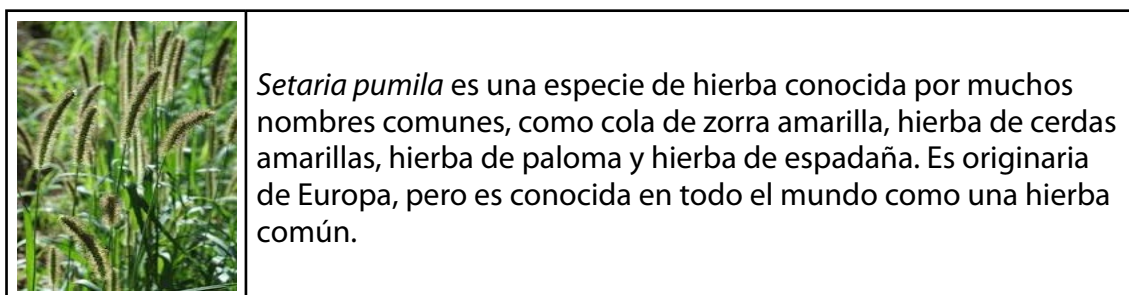 Setaria pumila es una especie de hierba conocida por muchos
nombres comunes, como cola de zorra amarilla, hierba de cerdas
amarillas, hierba de paloma y hierba de espadaña. Es originaria
de Europa, pero es conocida en todo el mundo como una hierba
común.